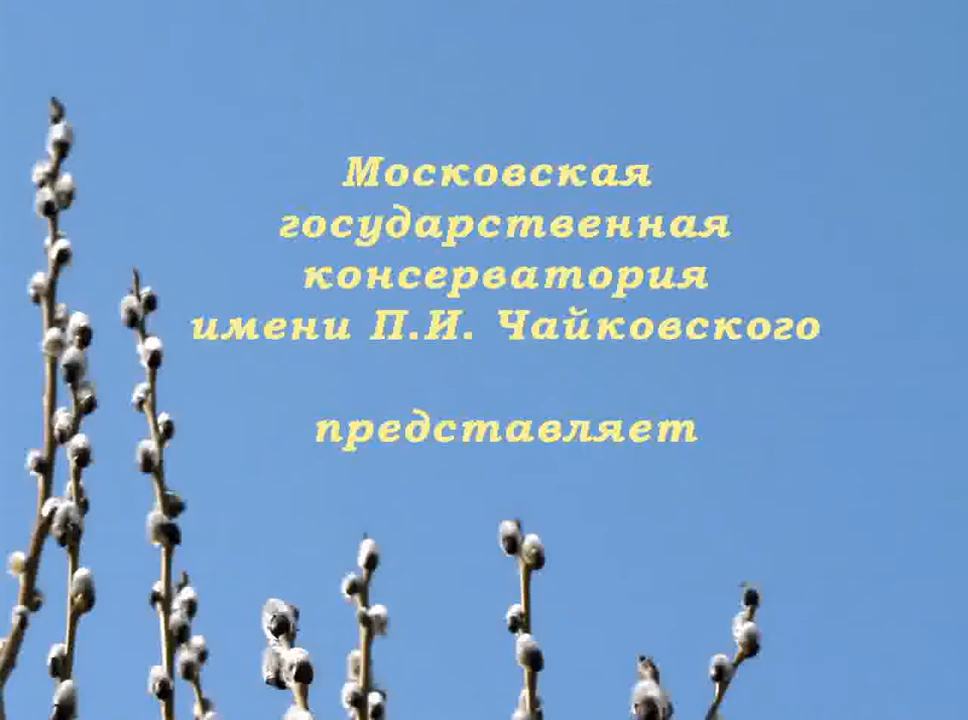 Московская
государственная
консерватория
имени П.И. Чайковского
представляет